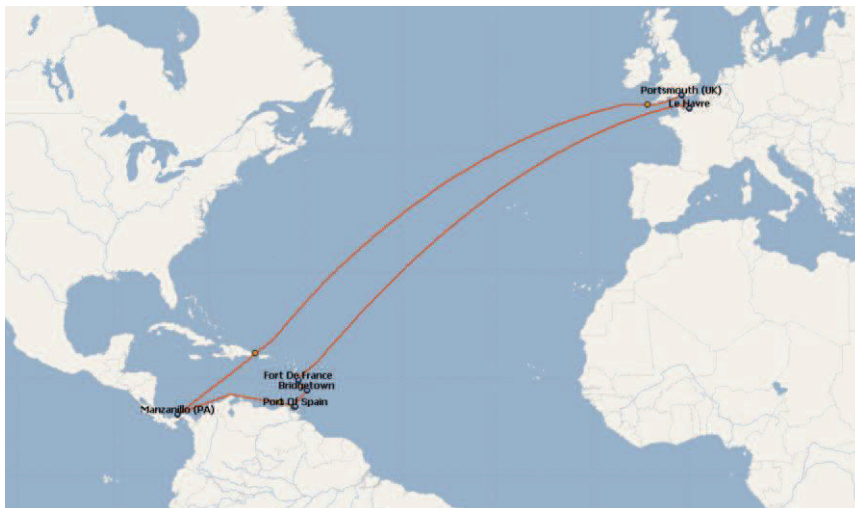 Portsmouth (UK)
Le Havre
Fort De France
Bridgetown
Port Of Spain
Manzanillo (PA)